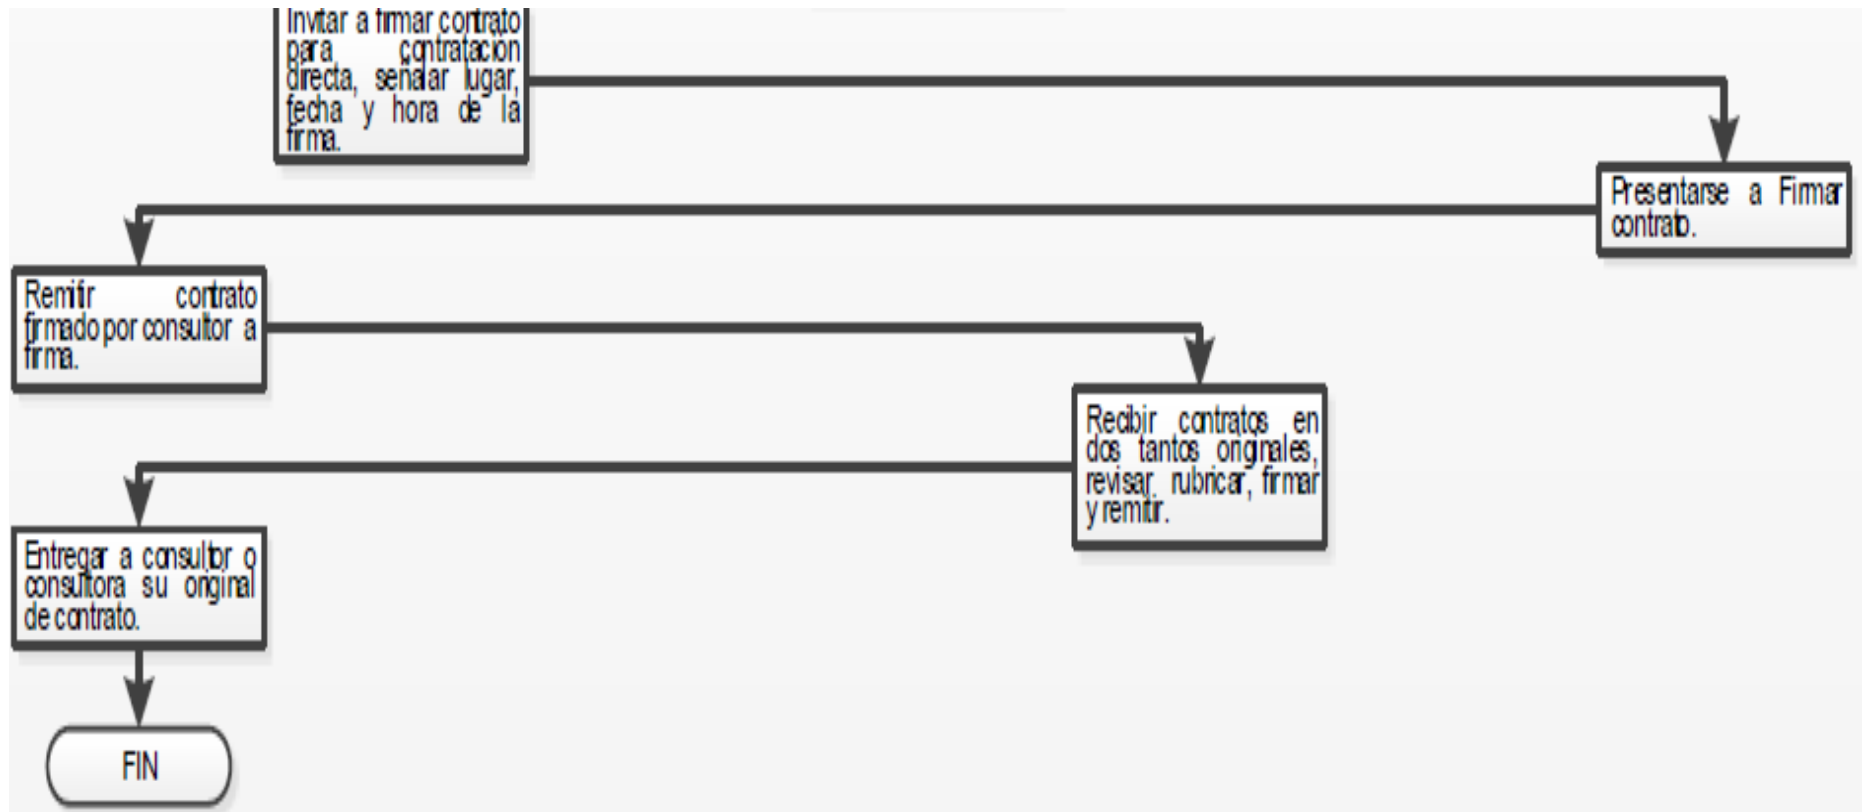 Invitar a firmar contrato
para contratación
directa, señalar lugar,
fecha y hora de la
firma.
Presentarse a Firmar
contrato.
Remitir contrato
firmado por consultor a
firma.
Recibir contratos en
dos tantos originales,
revisar, rubricar, firmar
y remitir.
Entregar a consultor o
consultora su original
de contrato.
FIN